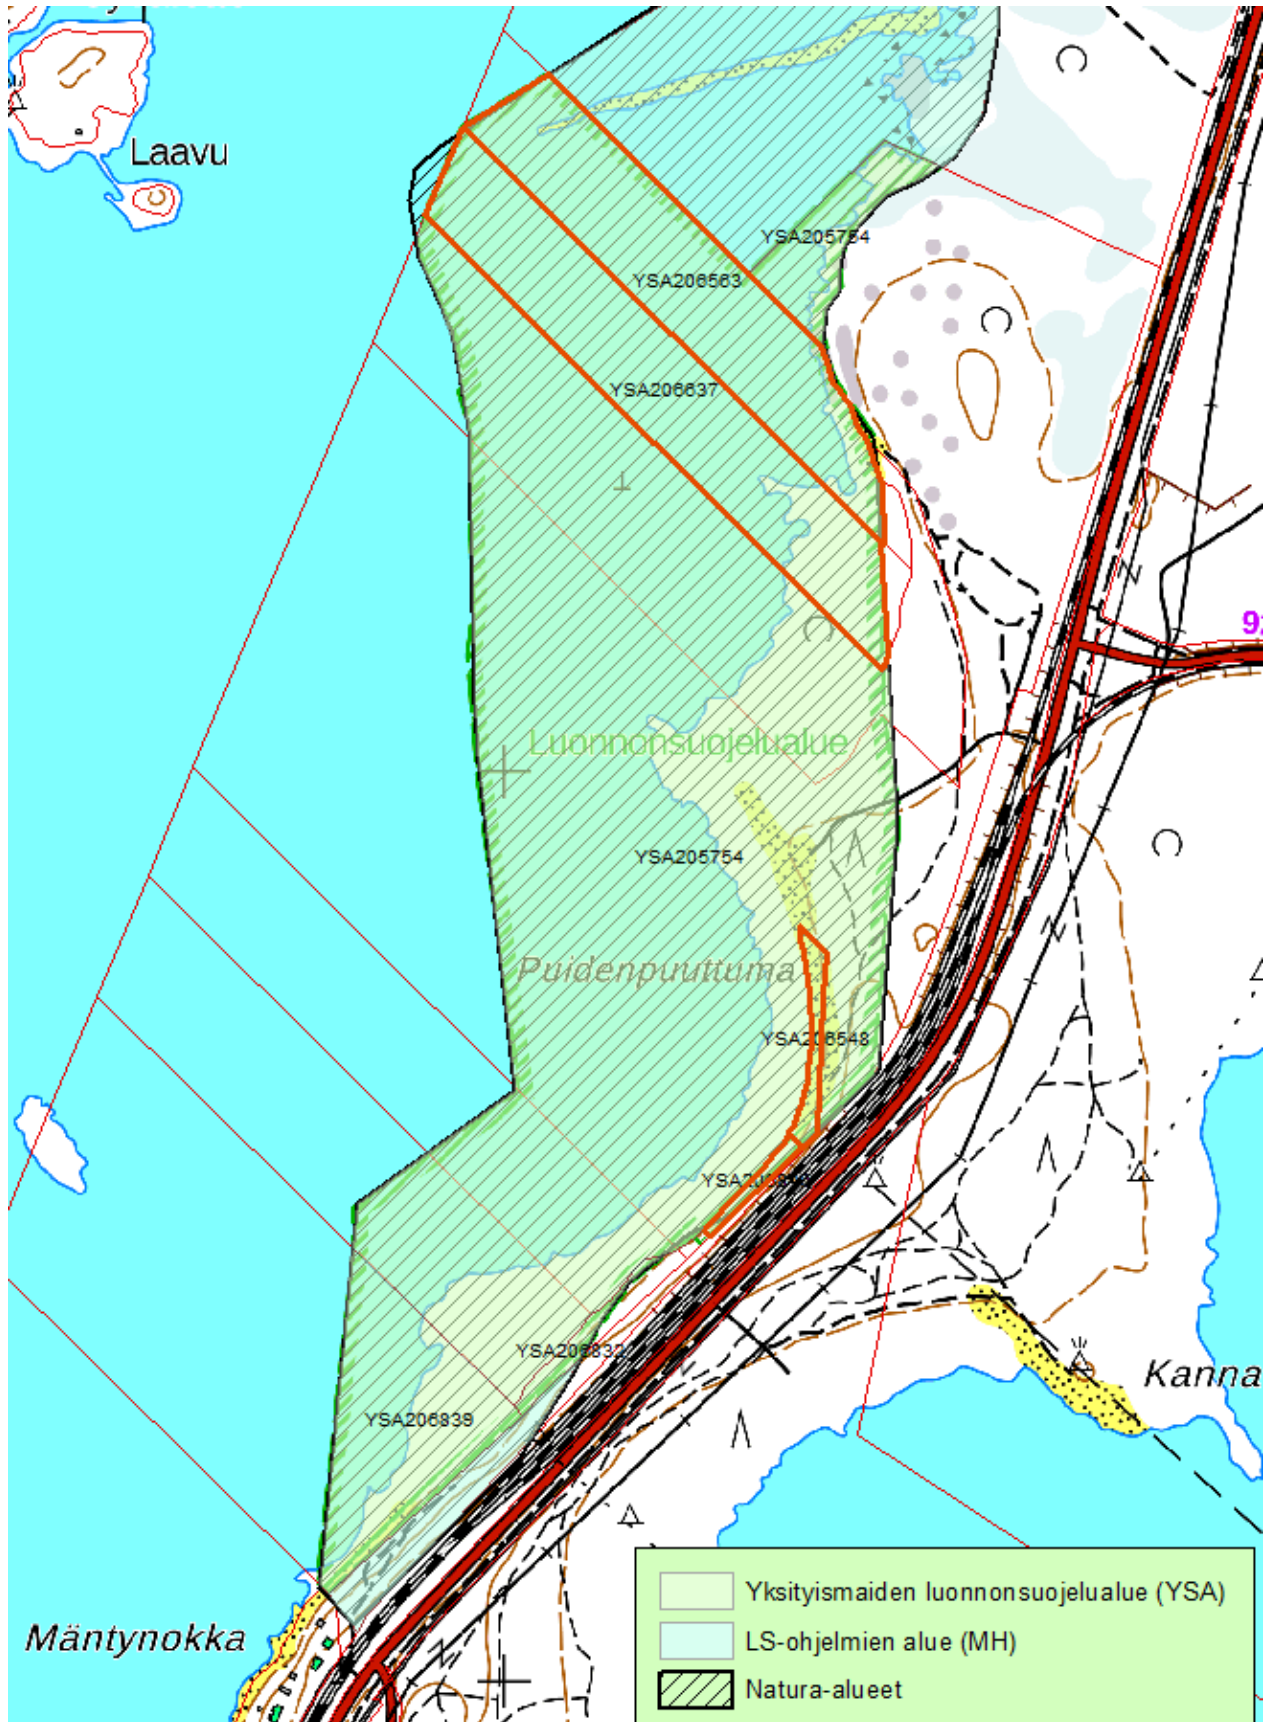 Laavu
YSA205754
YSA206563
YSA206637
Luonnonsuojelualue
YSA205754
Puidenpuuttuma
YSA206548
YSA206832
Kanna
YSA206839
Mäntynokka
Yksityismaiden luonnonsuojelualue (YSA)
LS-ohjelmien alue (MH)
Natura-alueet